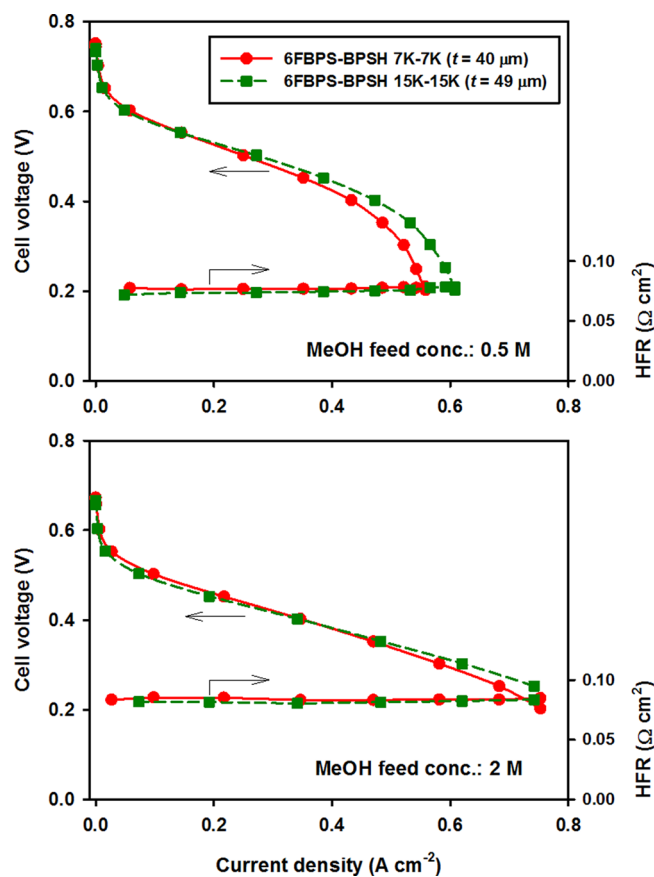 0.8
0.6
0.4
0.2
0.0
Cell voltage (V)
6FBPS-BPSH 7K-7K (t = 40 μm)
6FBPS-BPSH 15K-15K (t = 49 μm)
0.10
0.05
0.00
HFR (Ω cm2)
MeOH feed conc.: 0.5 M
0.0 0.2 0.4 0.6 0.8
0.8
0.6
0.4
0.2
0.0
Cell voltage (V)
0.10
0.05
0.00
HFR (Ω cm2)
MeOH feed conc.: 2 M
0.0 0.2 0.4 0.6 0.8
Current density (A cm-2)